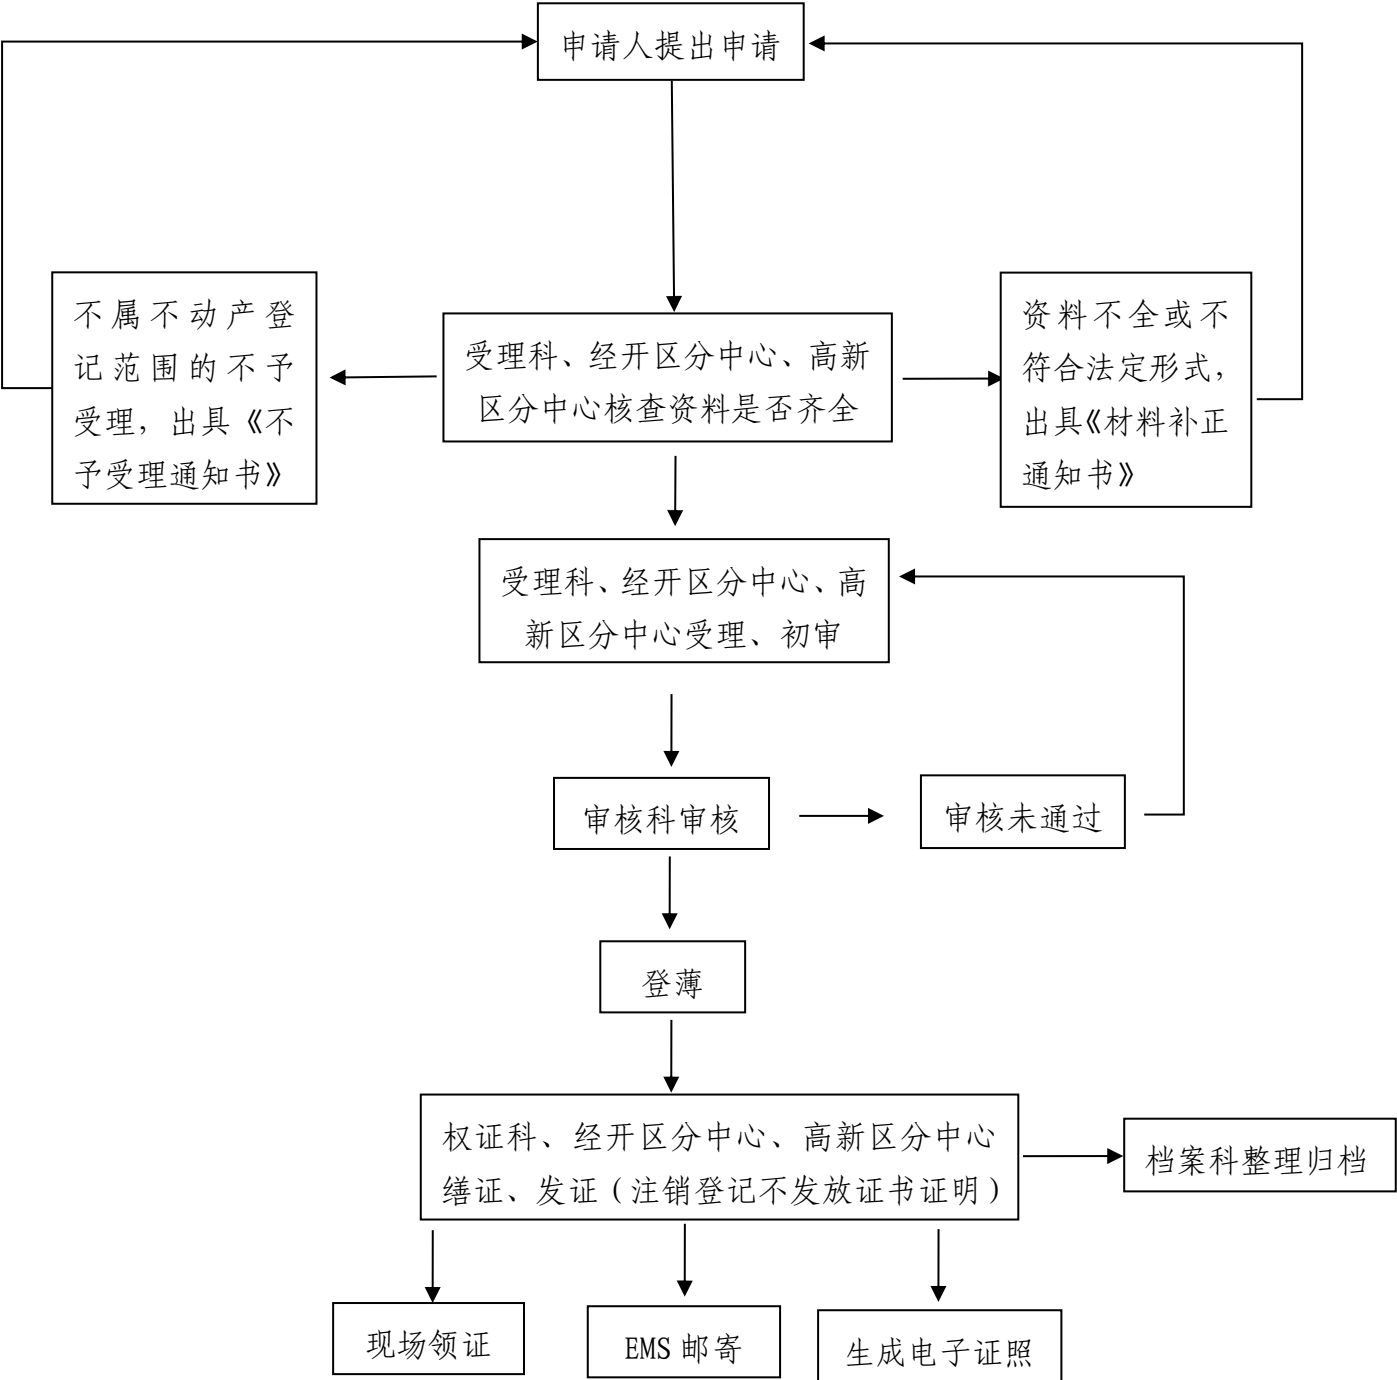 申请人提出申请
不属不动产登
记范围的不予
受理，出具《不
予受理通知书》
受理科、经开区分中心、高新
区分中心核查资料是否齐全
资料不全或不
符合法定形式，
出具《材料补正
通知书》
受理科、经开区分中心、高
新区分中心受理、初审
审核科审核
审核未通过
登薄
权证科、经开区分中心、高新区分中心
缮证、发证（注销登记不发放证书证明）
档案科整理归档
现场领证
EMS 邮寄
生成电子证照